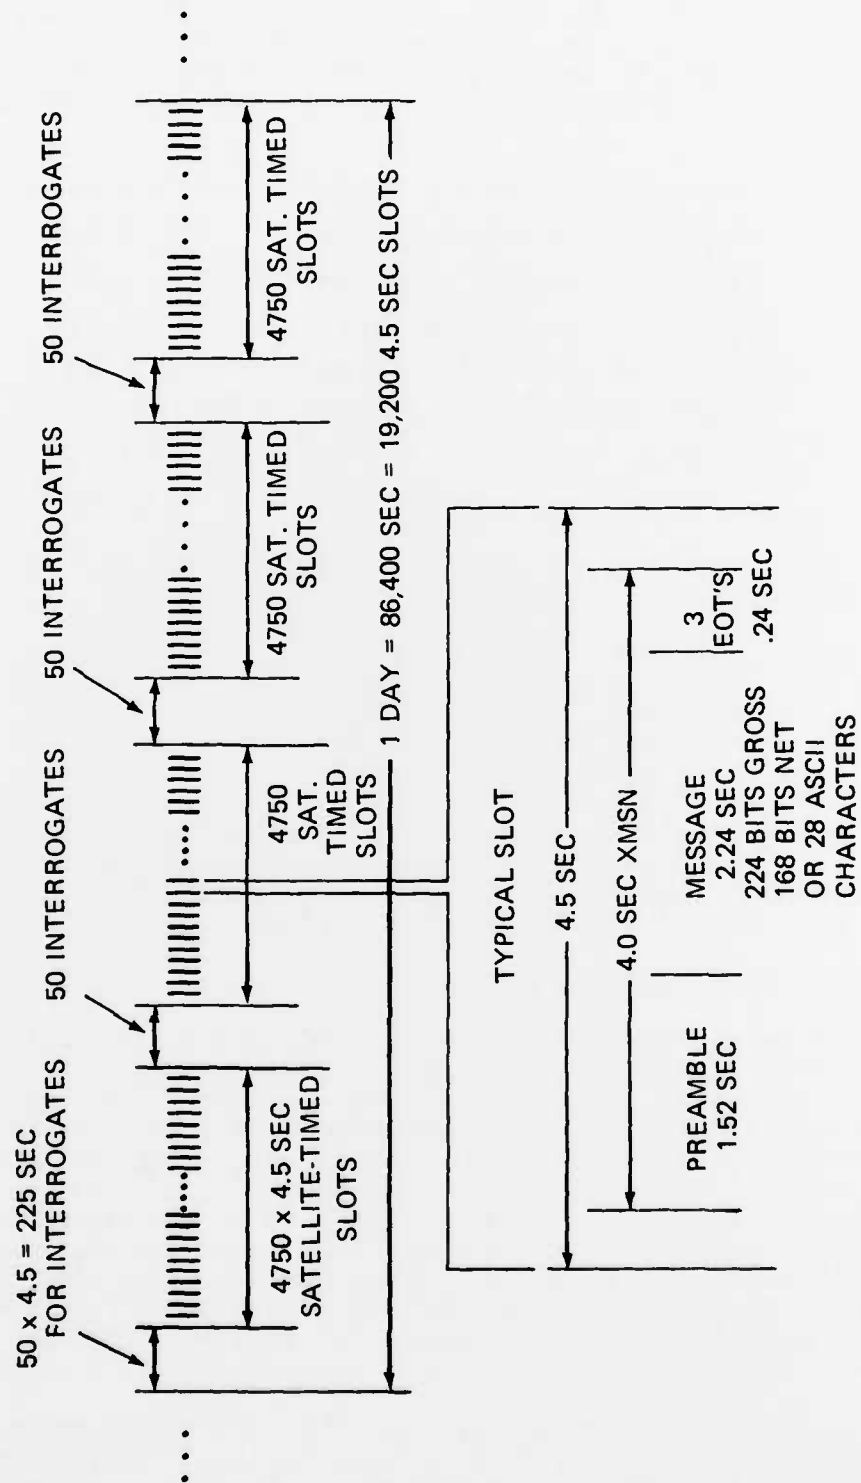 50 x 4.5 = 225 SEC
FOR INTERROGATES
50 INTERROGATES
50 INTERROGATES
50 INTERROGATES
4750 x 4.5 SEC
SATELLITE-TIMED
SLOTS
4750
SAT.
TIMED
SLOTS
4750 SAT. TIMED
SLOTS
4750 SAT. TIMED
SLOTS
1 DAY = 86,400 SEC = 19,200 4.5 SEC SLOTS
TYPICAL SLOT
4.5 SEC
4.0 SEC XMSN
PREAMBLE
1.52 SEC
MESSAGE
2.24 SEC
224 BITS GROSS
168 BITS NET
OR 28 ASCII
CHARACTERS
3
EOT'S
.24 SEC